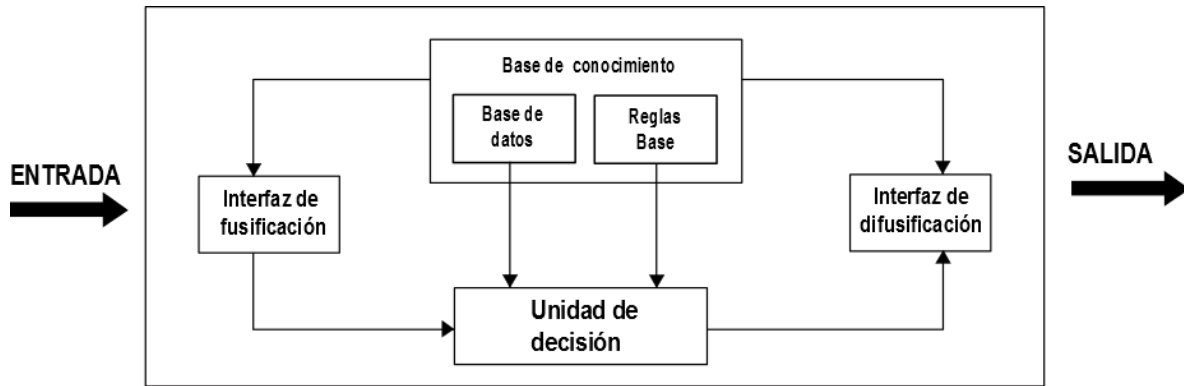 Base de conocimiento
Base de
datos
Reglas
Base
ENTRADA
SALIDA
Interfaz de
fusificación
Interfaz de
difusificación
Unidad de
decisión